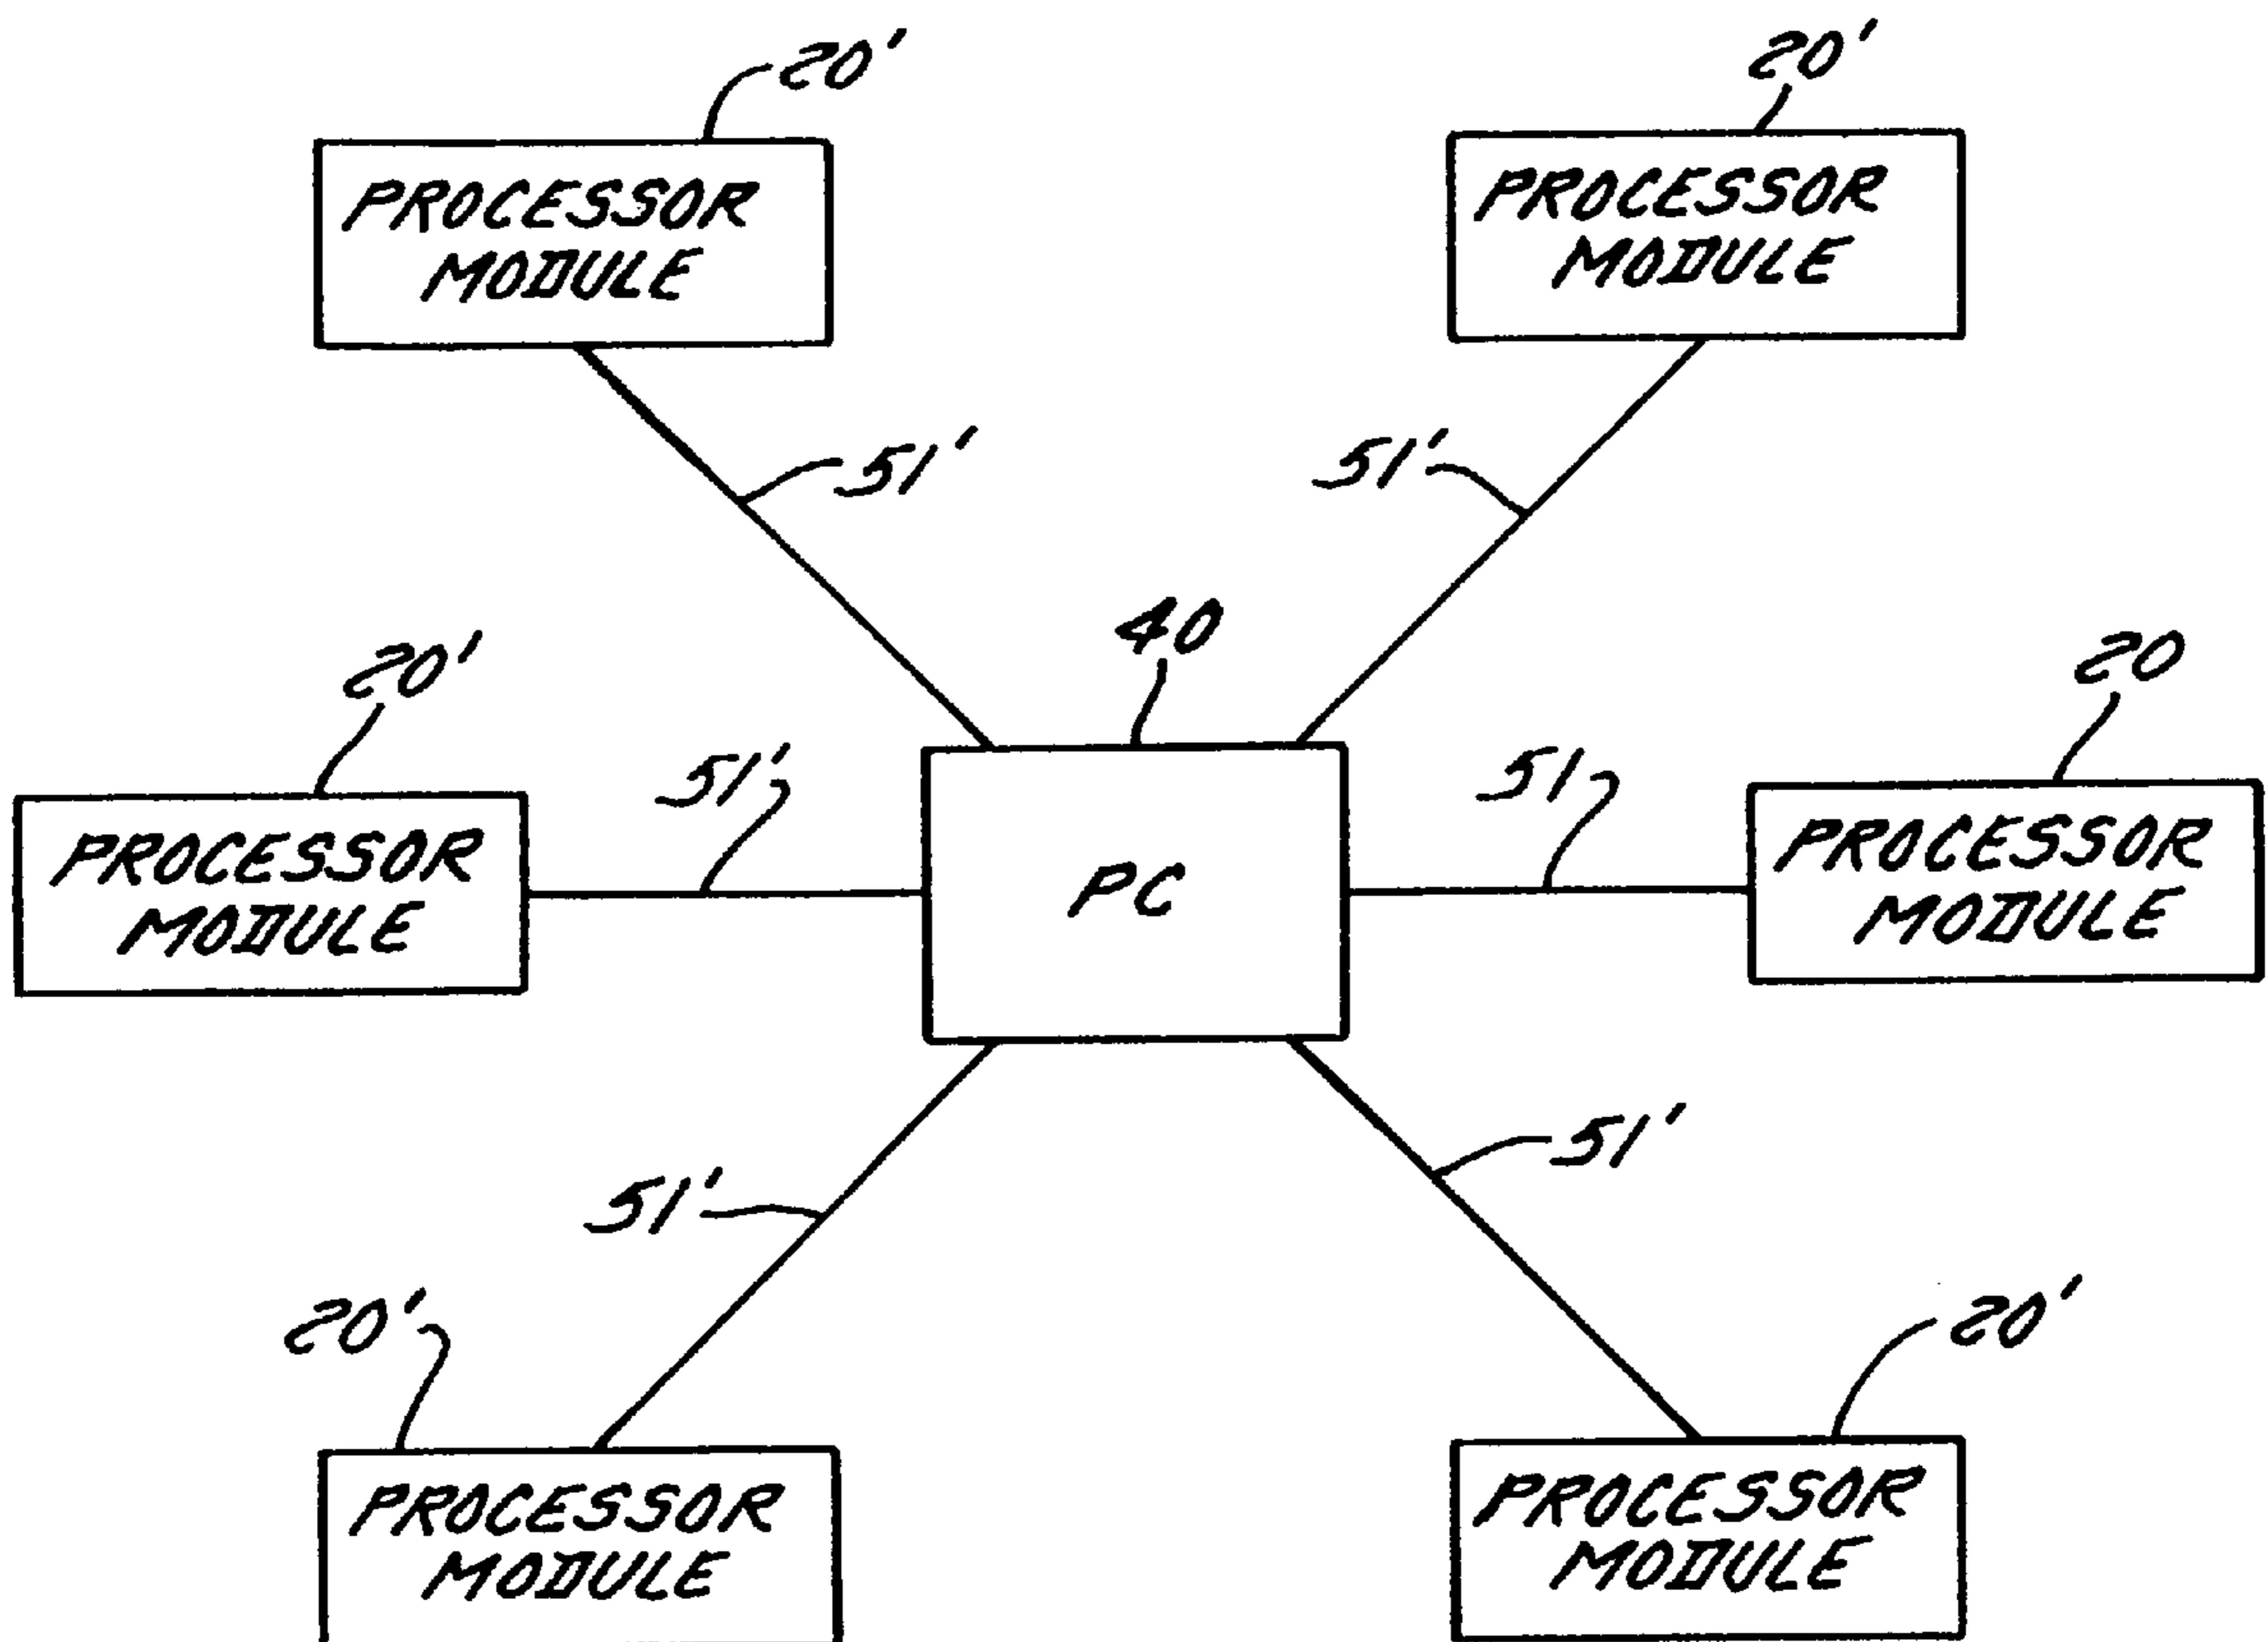 20'
20'
PROCESSOR
MODULE
PROCESSOR
MODULE
51'
51'
40
20'
20
51'
51
PROCESSOR
MODULE
PC
PROCESSOR
MODULE
51'
51'
20'
20'
PROCESSOR
MODULE
PROCESSOR
MODULE